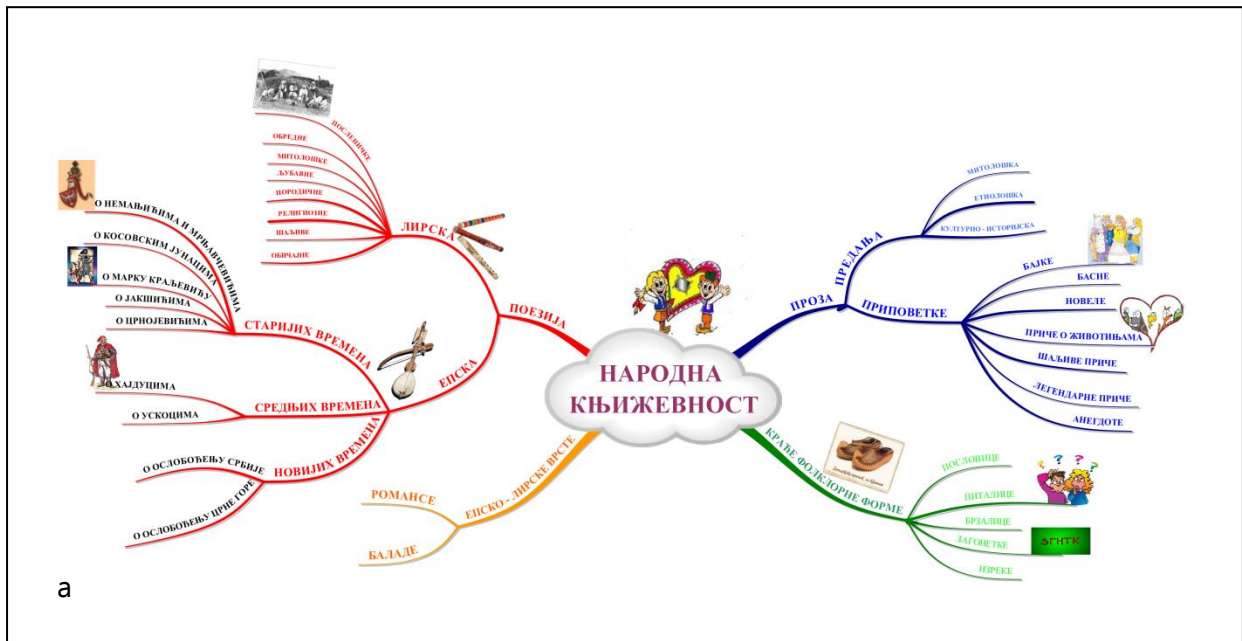 НАРОДНА
КЊИЖЕВНОСТ
ПОЕЗИЈА
ЛИРСКА
ПОСЛЕНИЧКЕ
ОБРЕДНЕ
МИТОЛОШКЕ
ЉУБАВНЕ
ПОРОДИЧНЕ
РЕЛИГИОЗНЕ
ШАЉИВЕ
ОБИЧАЈНЕ
ЕПСКА
СТАРИЈИХ ВРЕМЕНА
О НЕМАЊИЋИМА И МРЊАВЧЕВИЋИМА
О КОСОВСКИМ ЈУНАЦИМА
О МАРКУ КРАЉЕВИЋУ
О ЈАКШИЋИМА
О ЦРНОЈЕВИЋИМА
СРЕДЊИХ ВРЕМЕНА
О ХАЈДУЦИМА
О УСКОЦИМА
НОВИЈИХ ВРЕМЕНА
О ОСЛОБОЂЕЊУ СРБИЈЕ
О ОСЛОБОЂЕЊУ ЦРНЕ ГОРЕ
ЕПСКО - ЛИРСКЕ ВРСТЕ
РОМАНСЕ
БАЛАДЕ
ПРОЗА
ПРЕДАЊА
МИТОЛОШКА
ЕТИОЛОШКА
КУЛТУРНО - ИСТОРИЈСКА
ПРИПОВЕТКЕ
БАЈКЕ
БАСНЕ
НОВЕЛЕ
ПРИЧЕ О ЖИВОТИЊАМА
ШАЉИВЕ ПРИЧЕ
ЛЕГЕНДАРНЕ ПРИЧЕ
АНЕГДОТЕ
КРАЋЕ ФОЛКЛОРНЕ ФОРМЕ
ПОСЛОВИЦЕ
ПИТАЛИЦЕ
БРЗАЛИЦЕ
ЗАГОНЕТКЕ
ЗГНТК
ИЗРЕКЕ
а